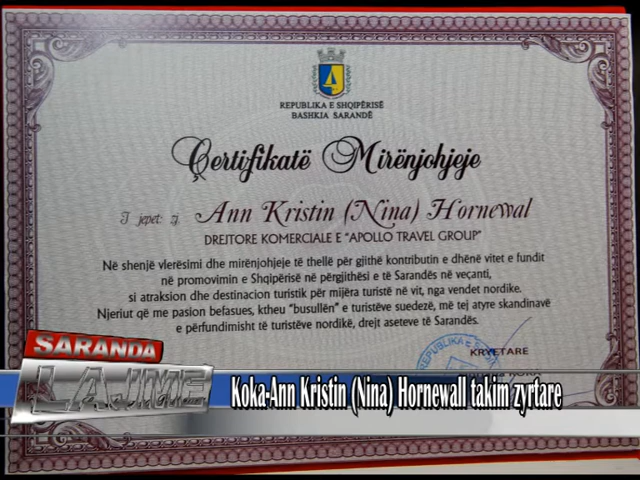 REPUBLIKA E SHQIPËRISË
BASHKIA SARANDË
Çertifikatë Mirënjohjeje
I jepet: zj. Ann Kristin (Nina) Hornewal
DREJTORE KOMERCIALE E "APOLLO TRAVEL GROUP"
Në shenjë vlerësimi dhe mirënjohjeje të thellë për gjithë kontributin e dhënë vitet e fundit
në promovimin e Shqipërisë në përgjithësi e të Sarandës në veçanti,
si atraksion dhe destinacion turistik për mijëra turistë në vit, nga vendet nordike.
Njeriut që me pasion befasues, ktheu "busullën" e turistëve suedezë, më tej atyre skandinavë
e përfundimisht të turistëve nordikë, drejt aseteve të Sarandës.
KRYETARE
REPUBLIKA E
SARANDA
LAJME
Koka-Ann Kristin (Nina) Hornewall takim zyrtare